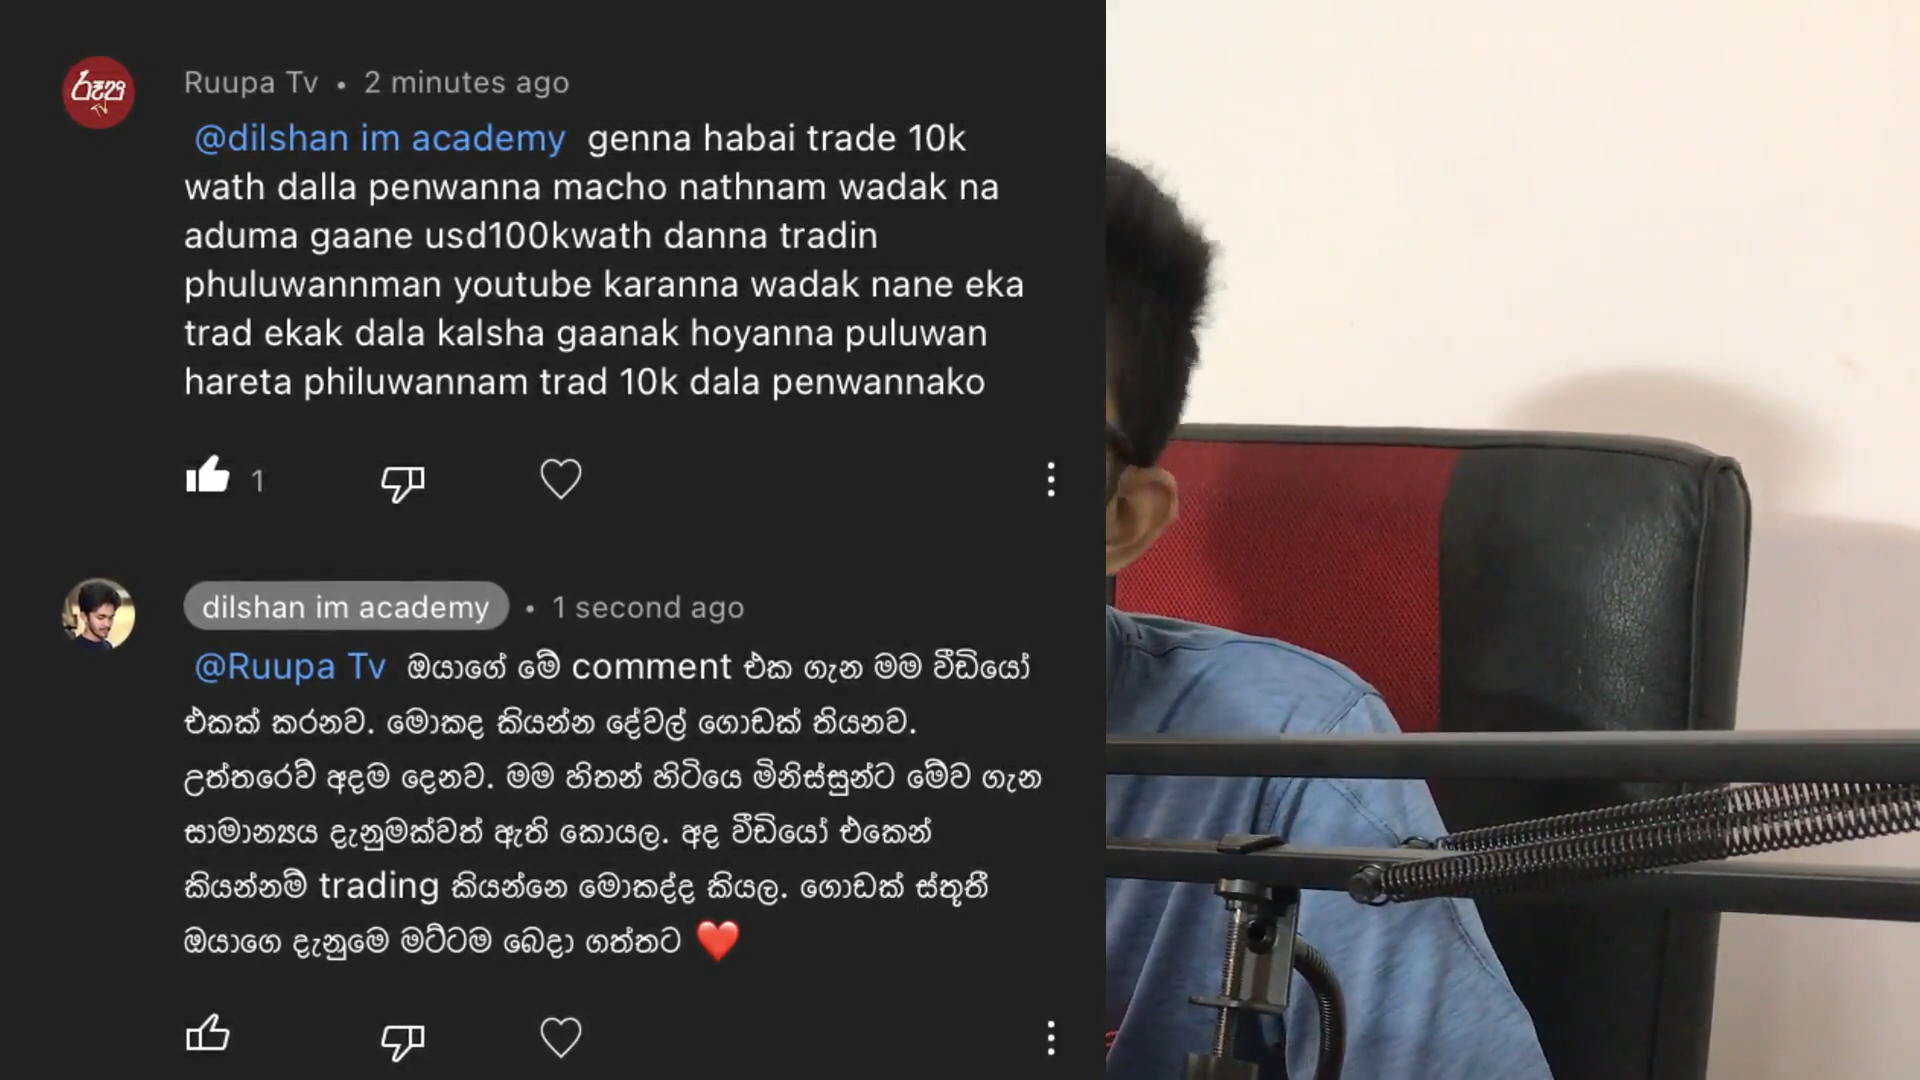 රූපා
Ruupa Tv • 2 minutes ago
@dilshan im academy genna habai trade 10k
wath dalla penwanna macho nathnam wadak na
aduma gaane usd100kwath danna tradin
phuluwannman youtube karanna wadak nane eka
trad ekak dala kalsha gaanak hoyanna puluwan
hareta philuwannam trad 10k dala penwannako
1
dilshan im academy • 1 second ago
@Ruupa Tv ඔයාගේ මේ comment එක ගැන මම වීඩියෝ
එකක් කරනව. මොකද කියන්න දේවල් ගොඩක් තියනව.
උත්තරෙව් අදම දෙනව. මම හිතන් හිටියෙ මිනිස්සුන්ට මේව ගැන
සාමාන්‍යය දැනුමක්වත් ඇති කොයල. අද වීඩියෝ එකෙන්
කියන්නම් trading කියන්නෙ මොකද්ද කියල. ගොඩක් ස්තූතී
ඔයාගෙ දැනුමෙ මට්ටම බෙදා ගත්තට ❤️